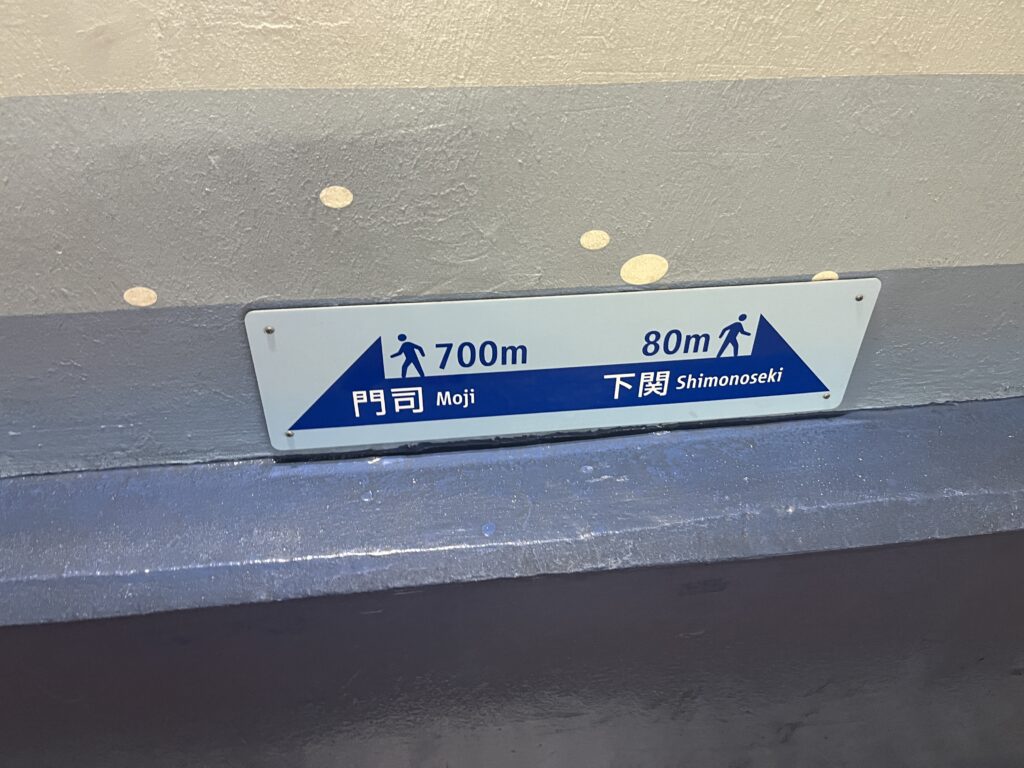 700m 80m
門司 Moji 下関 Shimonoseki